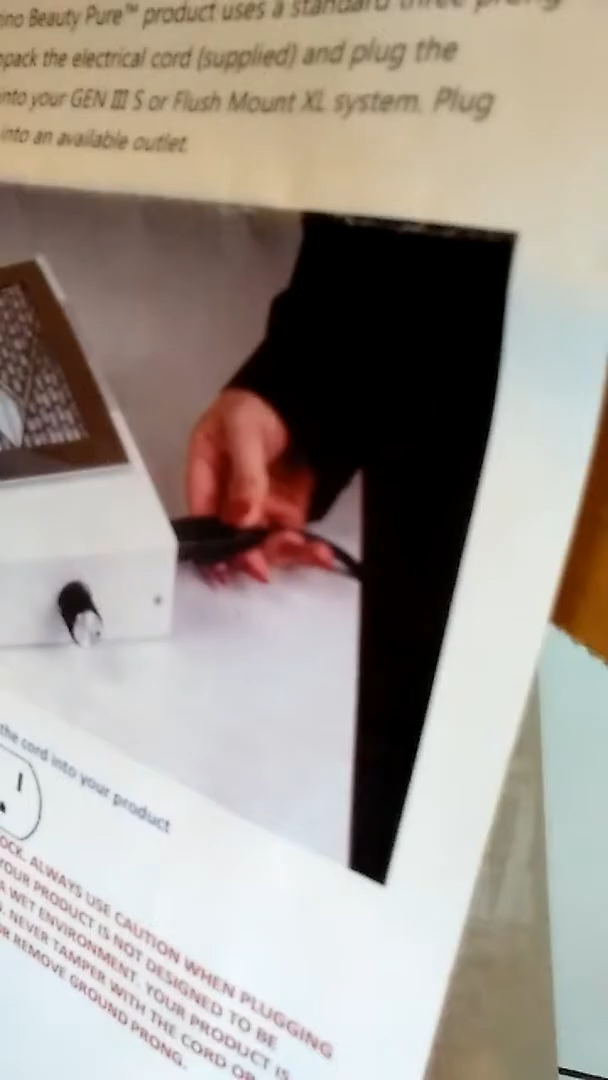 Beauty Pure™ product uses a standard three prong
the electrical cord (supplied) and plug the
your GEN III S or Flush Mount XL system. Plug
into an available outlet.
the cord into your product
ALWAYS USE CAUTION WHEN PLUGGING
YOUR PRODUCT IS NOT DESIGNED TO BE
A WET ENVIRONMENT. YOUR PRODUCT IS
NEVER TAMPER WITH THE CORD OR
OR REMOVE GROUND PRONG.